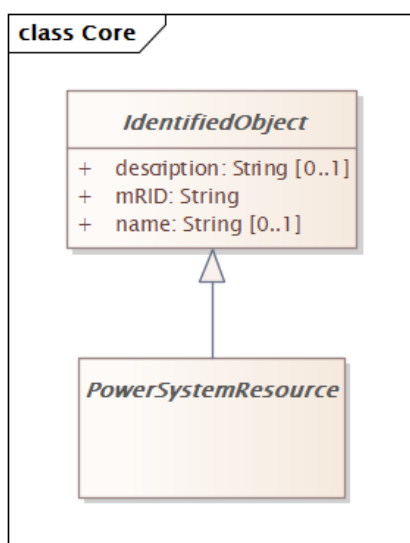 class Core
IdentifiedObject
+ description: String [0..1]
+ mRID: String
+ name: String [0..1]
PowerSystemResource